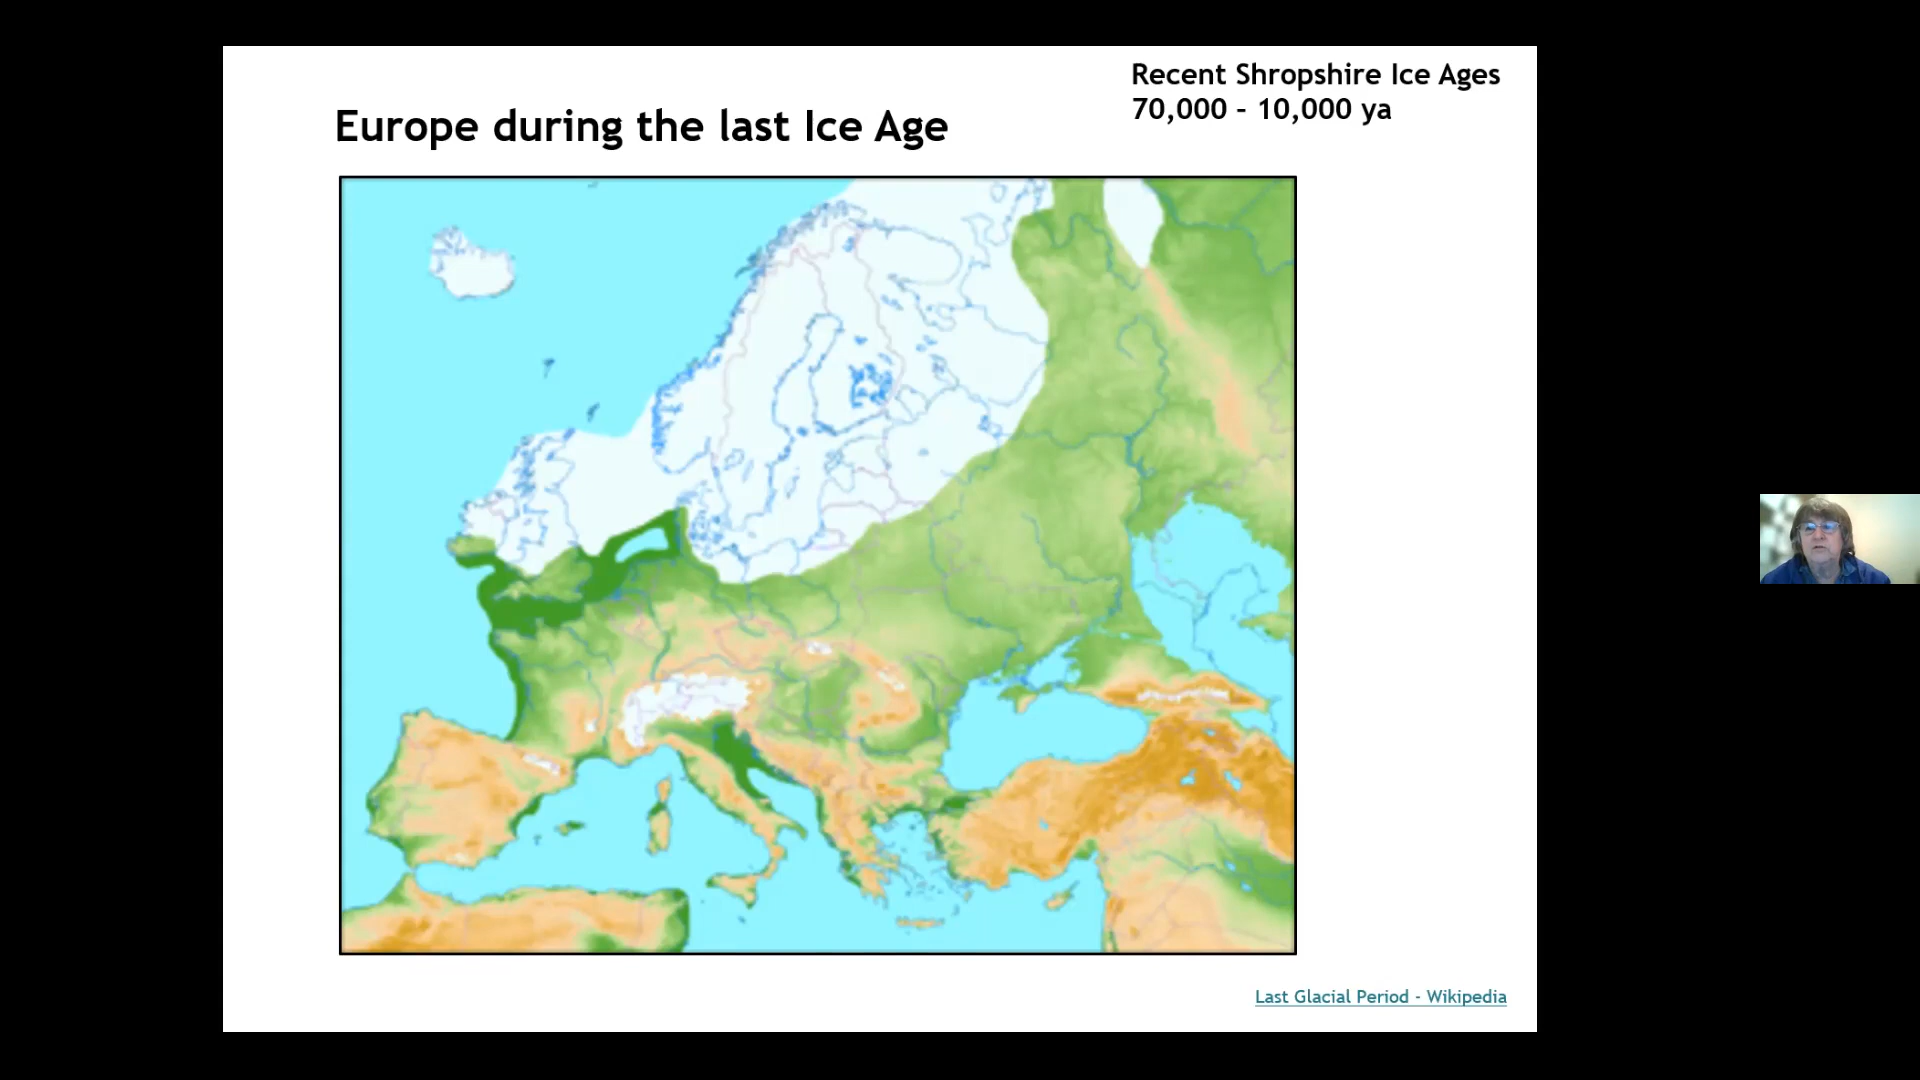 Recent Shropshire Ice Ages
70,000 – 10,000 ya
Europe during the last Ice Age
Last Glacial Period - Wikipedia